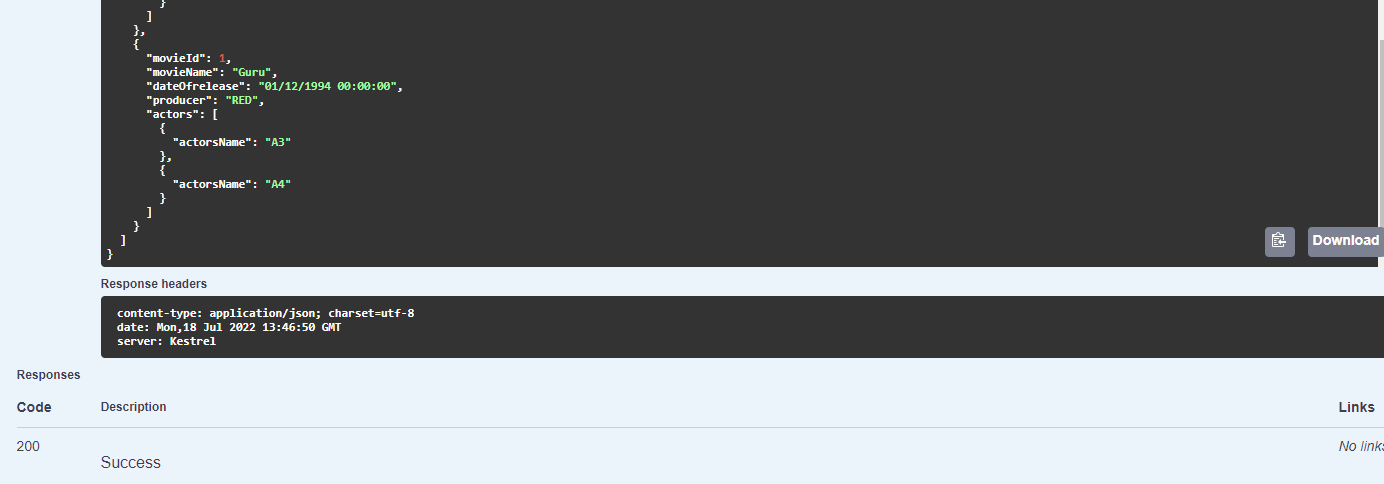 }
]
},
{
"movieId": 1,
"movieName": "Guru",
"dateOfrelease": "01/12/1994 00:00:00",
"producer": "RED",
"actors": [
{
"actorsName": "A3"
},
{
"actorsName": "A4"
}
]
}
]
}
Download
Response headers
content-type: application/json; charset=utf-8
date: Mon,18 Jul 2022 13:46:50 GMT
server: Kestrel
Responses
Code Description Links
200 No links
Success